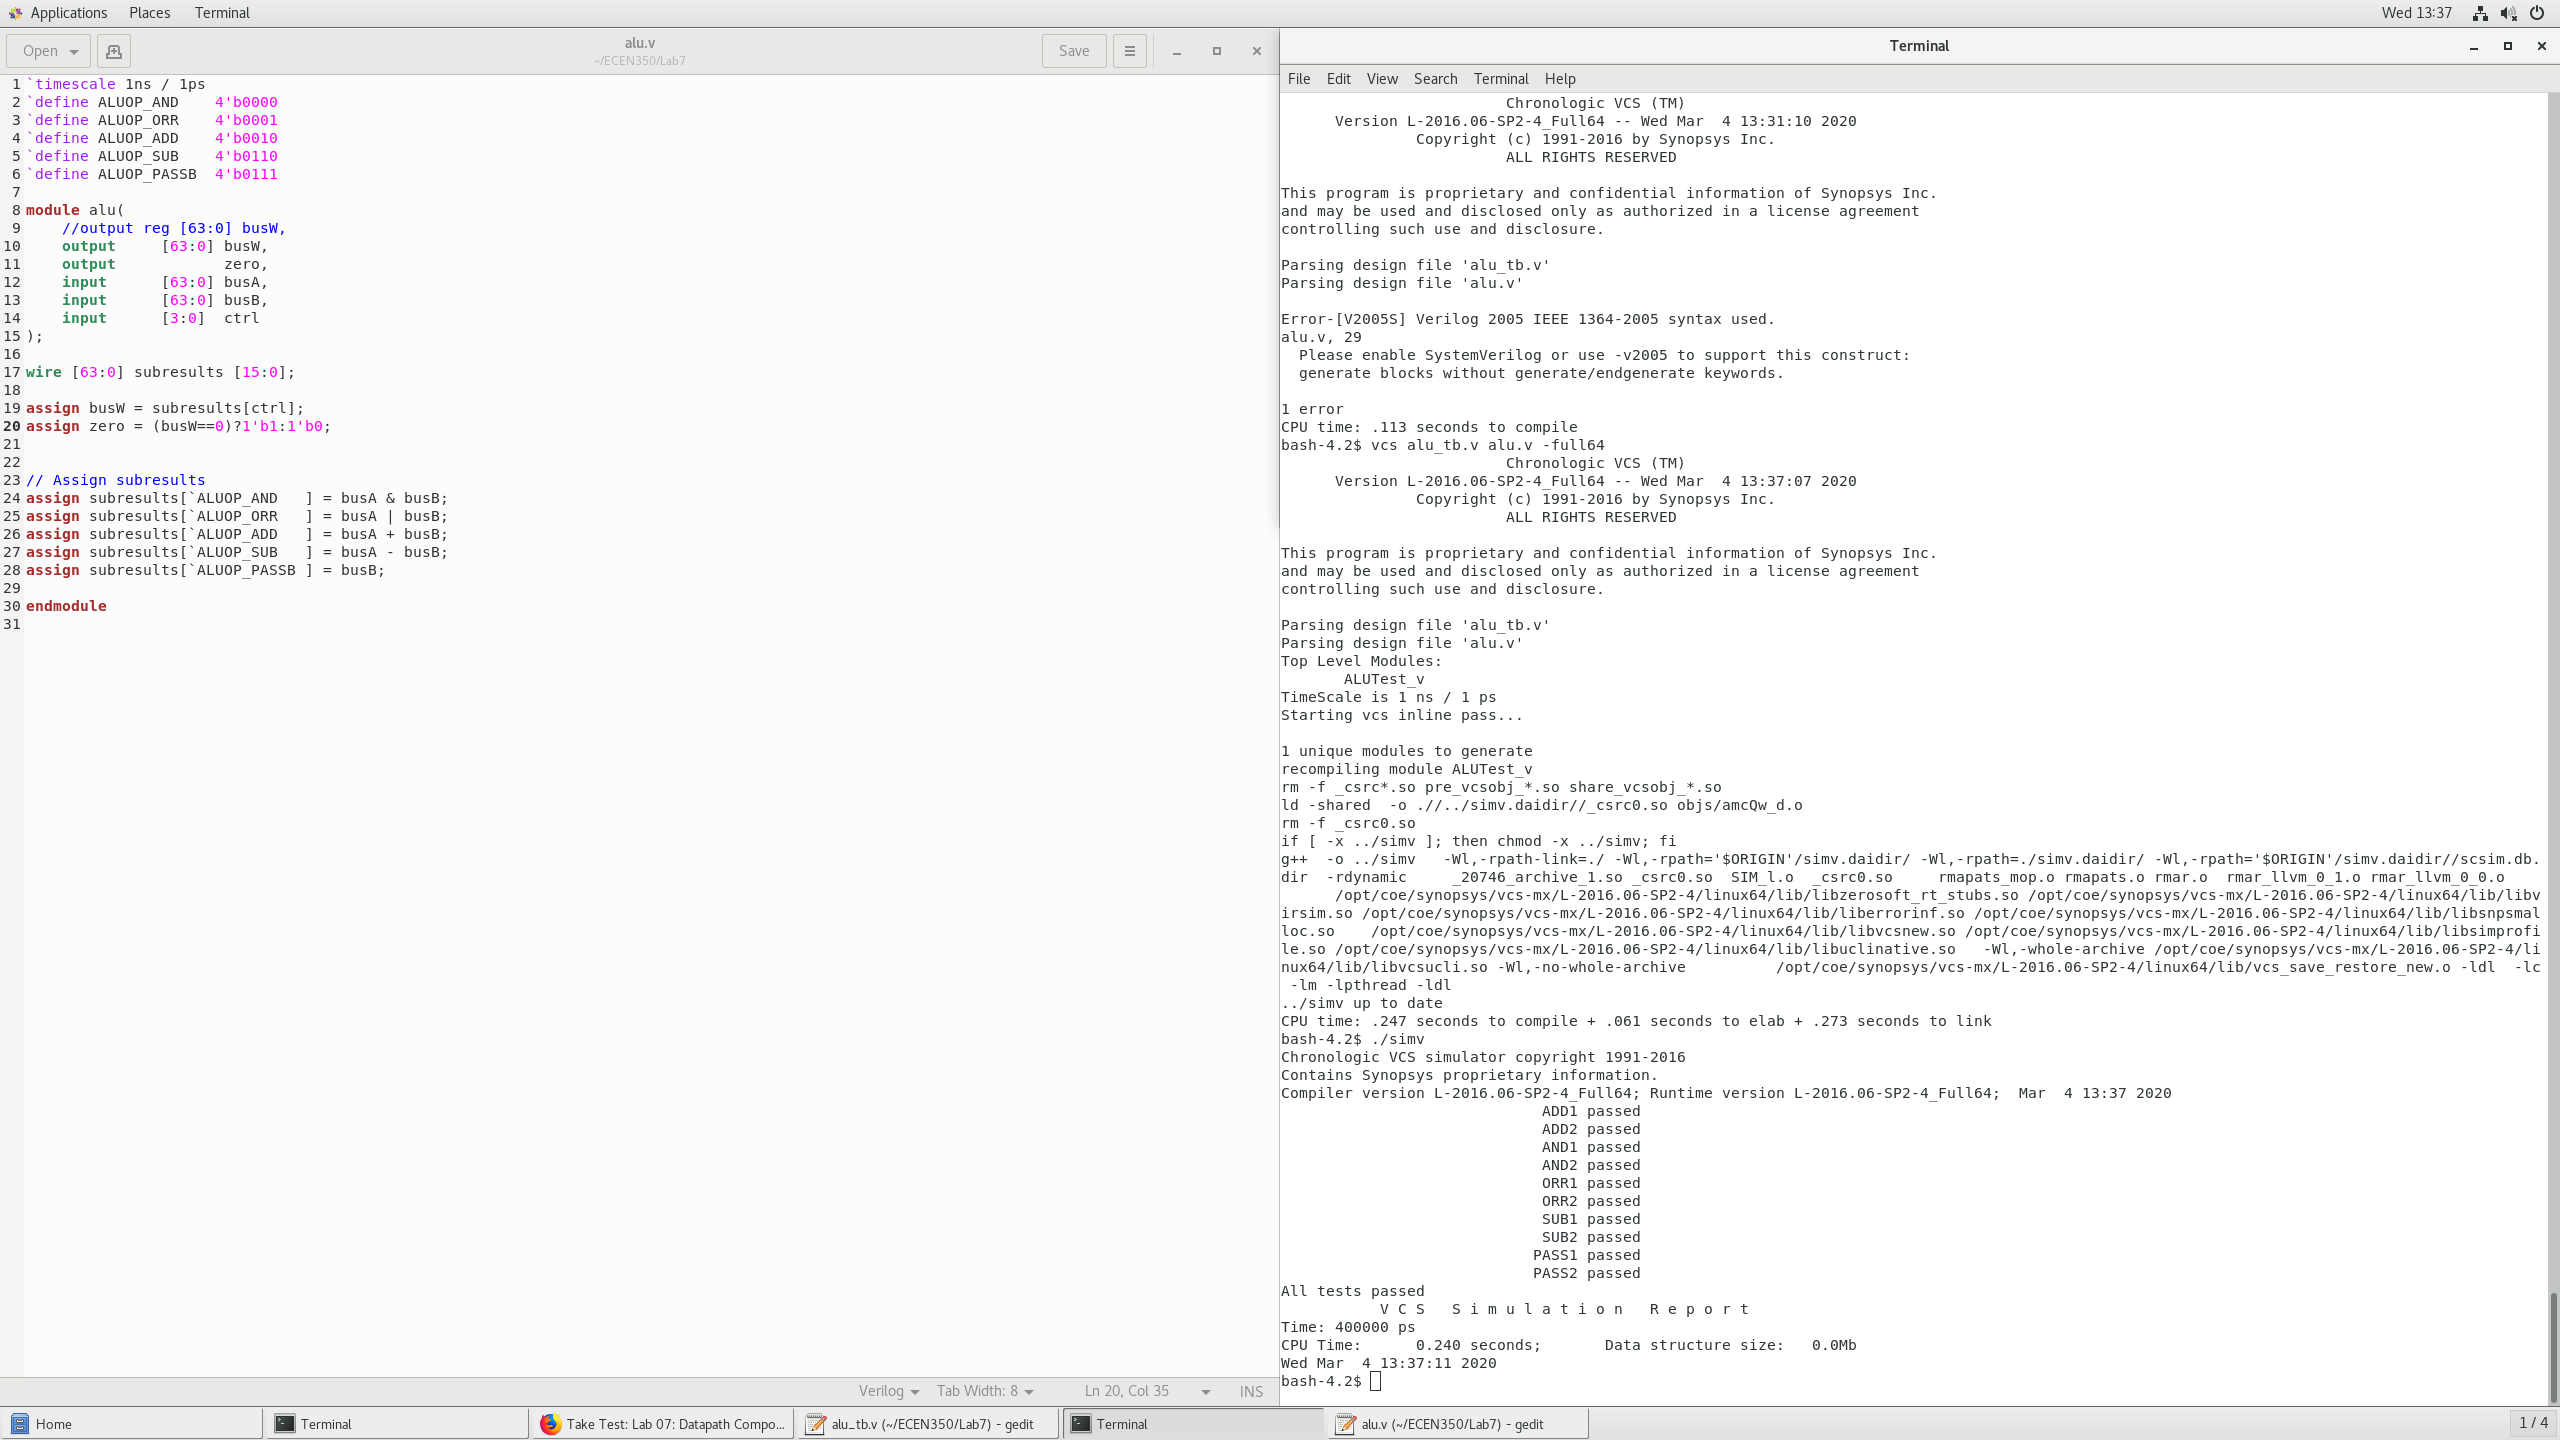 Applications Places Terminal Wed 13:37
Open alu.v Save
~/ECEN350/Lab7
1 `timescale 1ns / 1ps
2 `define ALUOP_AND    4'b0000
3 `define ALUOP_ORR    4'b0001
4 `define ALUOP_ADD    4'b0010
5 `define ALUOP_SUB    4'b0110
6 `define ALUOP_PASSB  4'b0111
7
8 module alu(
9     //output reg [63:0] busW,
10     output     [63:0] busW,
11     output            zero,
12     input      [63:0] busA,
13     input      [63:0] busB,
14     input      [3:0]  ctrl
15 );
16
17 wire [63:0] subresults [15:0];
18
19 assign busW = subresults[ctrl];
20 assign zero = (busW==0)?1'b1:1'b0;
21
22
23 // Assign subresults
24 assign subresults[`ALUOP_AND   ] = busA & busB;
25 assign subresults[`ALUOP_ORR   ] = busA | busB;
26 assign subresults[`ALUOP_ADD   ] = busA + busB;
27 assign subresults[`ALUOP_SUB   ] = busA - busB;
28 assign subresults[`ALUOP_PASSB ] = busB;
29
30 endmodule
31
Verilog Tab Width: 8 Ln 20, Col 35 INS
Terminal
File Edit View Search Terminal Help
Chronologic VCS (TM)
Version L-2016.06-SP2-4_Full64 -- Wed Mar  4 13:31:10 2020
Copyright (c) 1991-2016 by Synopsys Inc.
ALL RIGHTS RESERVED
This program is proprietary and confidential information of Synopsys Inc.
and may be used and disclosed only as authorized in a license agreement
controlling such use and disclosure.
Parsing design file 'alu_tb.v'
Parsing design file 'alu.v'
Error-[V2005S] Verilog 2005 IEEE 1364-2005 syntax used.
alu.v, 29
Please enable SystemVerilog or use -v2005 to support this construct:
generate blocks without generate/endgenerate keywords.
1 error
CPU time: .113 seconds to compile
bash-4.2$ vcs alu_tb.v alu.v -full64
Chronologic VCS (TM)
Version L-2016.06-SP2-4_Full64 -- Wed Mar  4 13:37:07 2020
Copyright (c) 1991-2016 by Synopsys Inc.
ALL RIGHTS RESERVED
This program is proprietary and confidential information of Synopsys Inc.
and may be used and disclosed only as authorized in a license agreement
controlling such use and disclosure.
Parsing design file 'alu_tb.v'
Parsing design file 'alu.v'
Top Level Modules:
ALUTest_v
TimeScale is 1 ns / 1 ps
Starting vcs inline pass...
1 unique modules to generate
recompiling module ALUTest_v
rm -f _csrc*.so pre_vcsobj_*.so share_vcsobj_*.so
ld -shared  -o .//../simv.daidir//_csrc0.so objs/amcQw_d.o
rm -f _csrc0.so
if [ -x ../simv ]; then chmod -x ../simv; fi
g++  -o ../simv   -Wl,-rpath-link=./ -Wl,-rpath='$ORIGIN'/simv.daidir/ -Wl,-rpath=./simv.daidir/ -Wl,-rpath='$ORIGIN'/simv.daidir//scsim.db.
dir  -rdynamic     _20746_archive_1.so _csrc0.so  SIM_l.o  _csrc0.so     rmapats_mop.o rmapats.o rmar.o  rmar_llvm_0_1.o rmar_llvm_0_0.o
/opt/coe/synopsys/vcs-mx/L-2016.06-SP2-4/linux64/lib/libzerosoft_rt_stubs.so /opt/coe/synopsys/vcs-mx/L-2016.06-SP2-4/linux64/lib/libv
irsim.so /opt/coe/synopsys/vcs-mx/L-2016.06-SP2-4/linux64/lib/liberrorinf.so /opt/coe/synopsys/vcs-mx/L-2016.06-SP2-4/linux64/lib/libsnpsmal
loc.so    /opt/coe/synopsys/vcs-mx/L-2016.06-SP2-4/linux64/lib/libvcsnew.so /opt/coe/synopsys/vcs-mx/L-2016.06-SP2-4/linux64/lib/libsimprofi
le.so /opt/coe/synopsys/vcs-mx/L-2016.06-SP2-4/linux64/lib/libuclinative.so   -Wl,-whole-archive /opt/coe/synopsys/vcs-mx/L-2016.06-SP2-4/li
nux64/lib/libvcsucli.so -Wl,-no-whole-archive          /opt/coe/synopsys/vcs-mx/L-2016.06-SP2-4/linux64/lib/vcs_save_restore_new.o -ldl  -lc
-lm -lpthread -ldl
../simv up to date
CPU time: .247 seconds to compile + .061 seconds to elab + .273 seconds to link
bash-4.2$ ./simv
Chronologic VCS simulator copyright 1991-2016
Contains Synopsys proprietary information.
Compiler version L-2016.06-SP2-4_Full64; Runtime version L-2016.06-SP2-4_Full64;  Mar  4 13:37 2020
ADD1 passed
ADD2 passed
AND1 passed
AND2 passed
ORR1 passed
ORR2 passed
SUB1 passed
SUB2 passed
PASS1 passed
PASS2 passed
All tests passed
V C S   S i m u l a t i o n   R e p o r t
Time: 400000 ps
CPU Time:      0.240 seconds;       Data structure size:   0.0Mb
Wed Mar  4 13:37:11 2020
bash-4.2$
Home Terminal Take Test: Lab 07: Datapath Compo... alu_tb.v (~/ECEN350/Lab7) - gedit Terminal alu.v (~/ECEN350/Lab7) - gedit 1 / 4